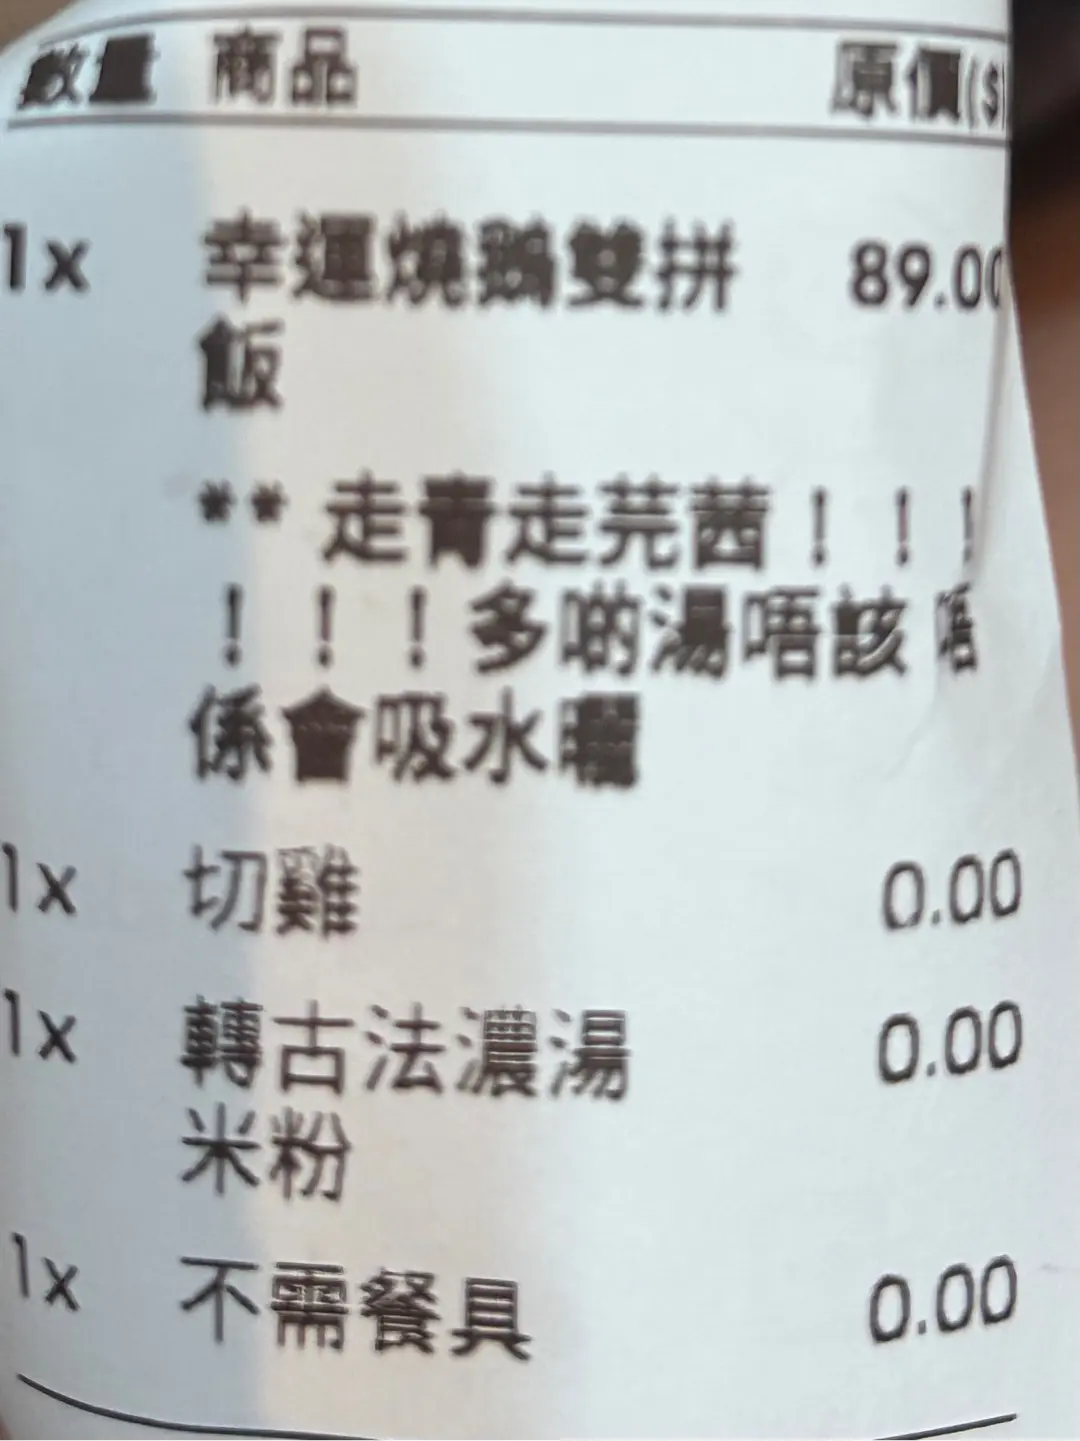 數量 商品 原價($)
1x 幸運燒鵝雙拼 89.00
飯
** 走青走芫茜！！！
！！！多啲湯唔該 唔
係會吸水曬
1x 切雞 0.00
1x 轉古法濃湯 0.00
米粉
1x 不需餐具 0.00